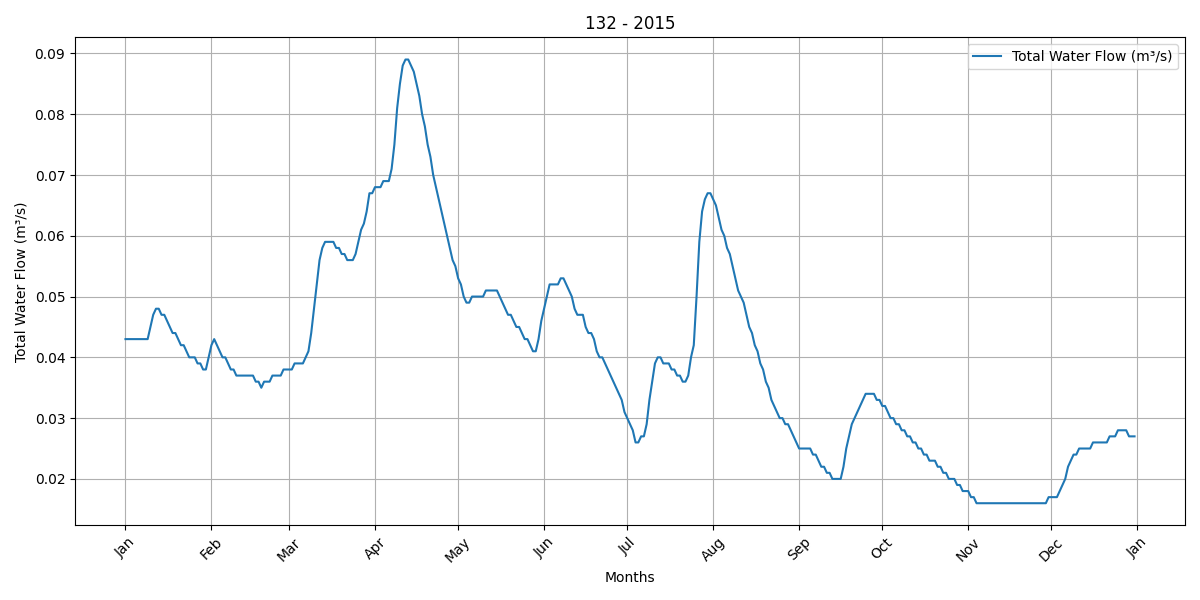 132 - 2015
Total Water Flow (m³/s)
Total Water Flow (m³/s)
0.09
0.08
0.07
0.06
0.05
0.04
0.03
0.02
Jan Feb Mar Apr May Jun Jul Aug Sep Oct Nov Dec Jan
Months